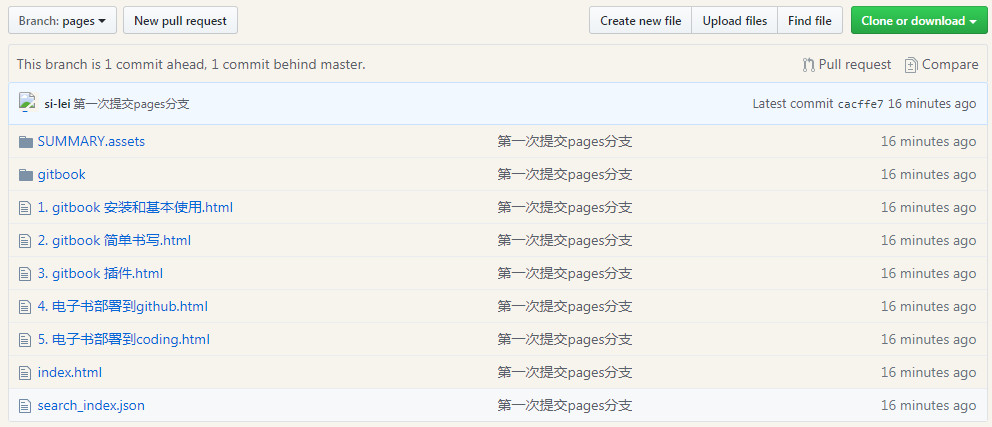 Branch: pages New pull request Create new file Upload files Find file Clone or download
This branch is 1 commit ahead, 1 commit behind master. Pull request Compare
si-lei 第一次提交pages分支 Latest commit cacffe7 16 minutes ago
SUMMARY.assets 第一次提交pages分支 16 minutes ago
gitbook 第一次提交pages分支 16 minutes ago
1. gitbook 安装和基本使用.html 第一次提交pages分支 16 minutes ago
2. gitbook 简单书写.html 第一次提交pages分支 16 minutes ago
3. gitbook 插件.html 第一次提交pages分支 16 minutes ago
4. 电子书部署到github.html 第一次提交pages分支 16 minutes ago
5. 电子书部署到coding.html 第一次提交pages分支 16 minutes ago
index.html 第一次提交pages分支 16 minutes ago
search_index.json 第一次提交pages分支 16 minutes ago